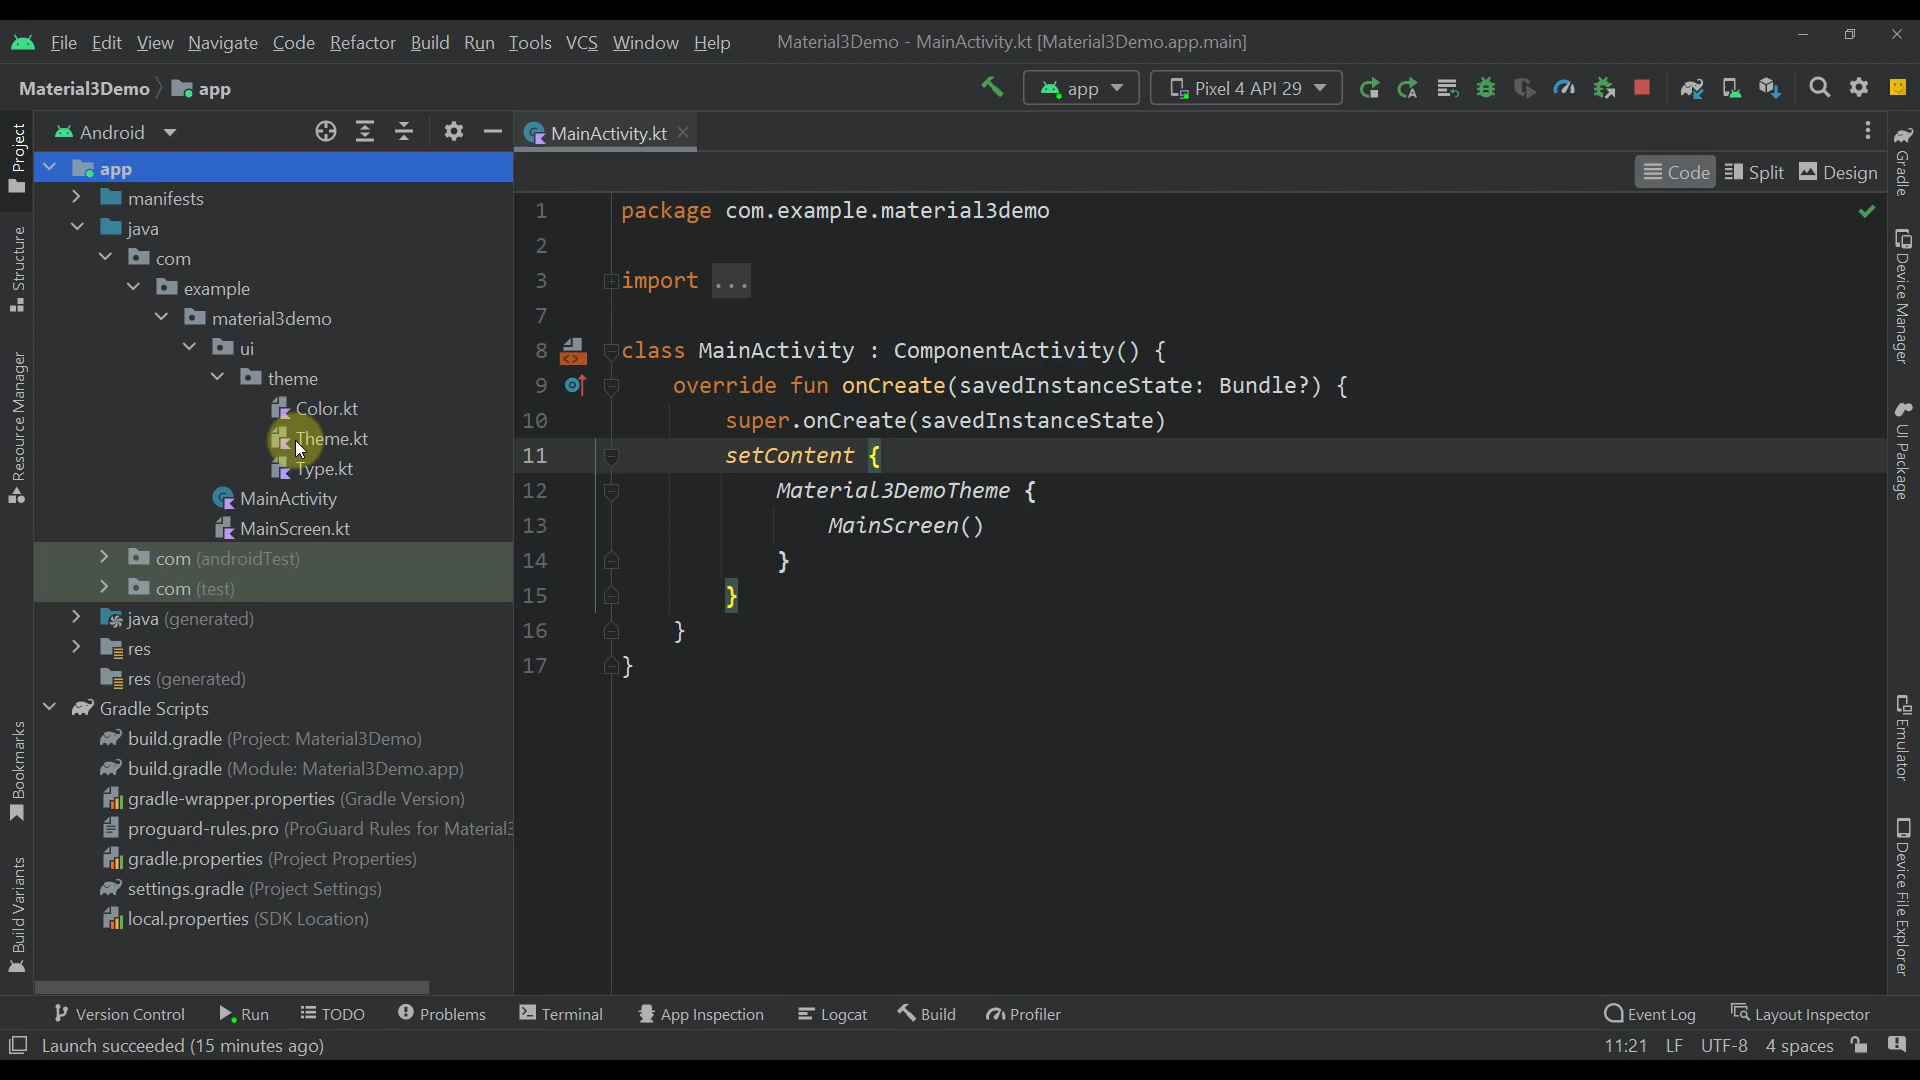 File Edit View Navigate Code Refactor Build Run Tools VCS Window Help Material3Demo - MainActivity.kt [Material3Demo.app.main]
Material3Demo app app Pixel 4 API 29
Project
Structure
Resource Manager
Bookmarks
Build Variants
Android
app
manifests
java
com
example
material3demo
ui
theme
Color.kt
Theme.kt
Type.kt
MainActivity
MainScreen.kt
com (androidTest)
com (test)
java (generated)
res
res (generated)
Gradle Scripts
build.gradle (Project: Material3Demo)
build.gradle (Module: Material3Demo.app)
gradle-wrapper.properties (Gradle Version)
proguard-rules.pro (ProGuard Rules for Material3
gradle.properties (Project Properties)
settings.gradle (Project Settings)
local.properties (SDK Location)
MainActivity.kt
Code Split Design
1 package com.example.material3demo
2
3 import ...
7
8 class MainActivity : ComponentActivity() {
9 override fun onCreate(savedInstanceState: Bundle?) {
10 super.onCreate(savedInstanceState)
11 setContent {
12 Material3DemoTheme {
13 MainScreen()
14 }
15 }
16 }
17 }
Gradle
Device Manager
UI Package
Emulator
Device File Explorer
Version Control Run TODO Problems Terminal App Inspection Logcat Build Profiler Event Log Layout Inspector
Launch succeeded (15 minutes ago) 11:21 LF UTF-8 4 spaces